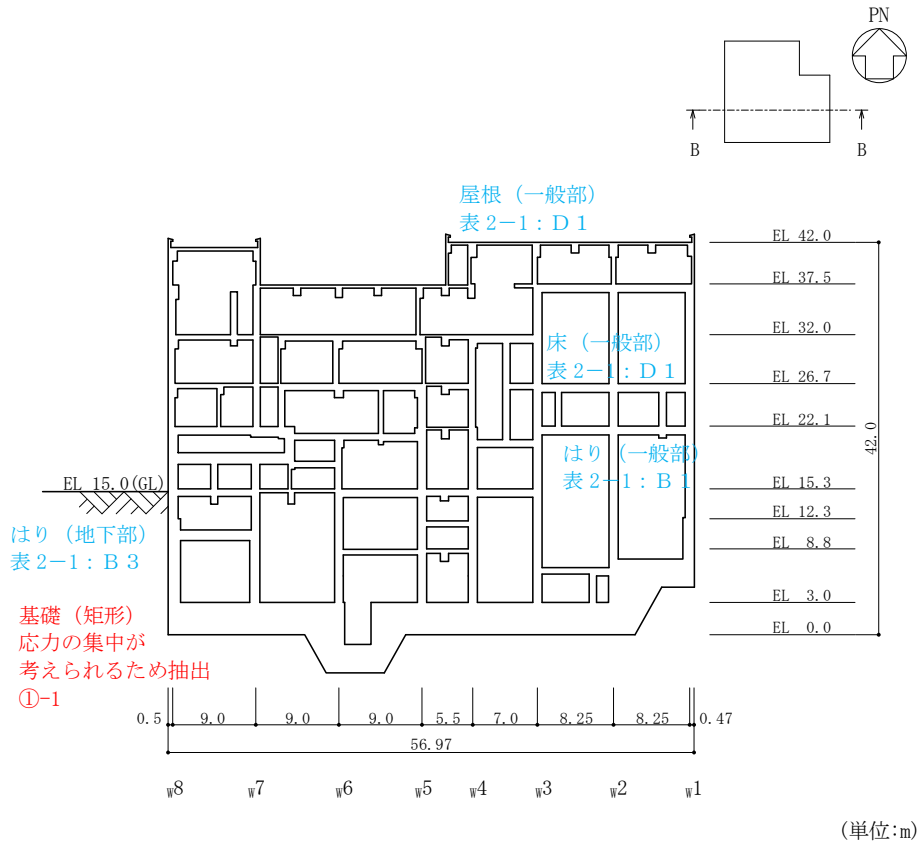 PN
B
B
屋根（一般部）
表2-1：D1
EL 42.0
EL 37.5
EL 32.0
床（一般部）
表2-1：D1
EL 26.7
EL 22.1
42.0
はり（一般部）
表2-1：B1
EL 15.0(GL)
EL 15.3
EL 12.3
はり（地下部）
表2-1：B3
EL 8.8
EL 3.0
基礎（矩形）
応力の集中が
考えられるため抽出
①-1
EL 0.0
0.5 9.0 9.0 9.0 5.5 7.0 8.25 8.25 0.47
56.97
W8 W7 W6 W5 W4 W3 W2 W1
(単位:m)